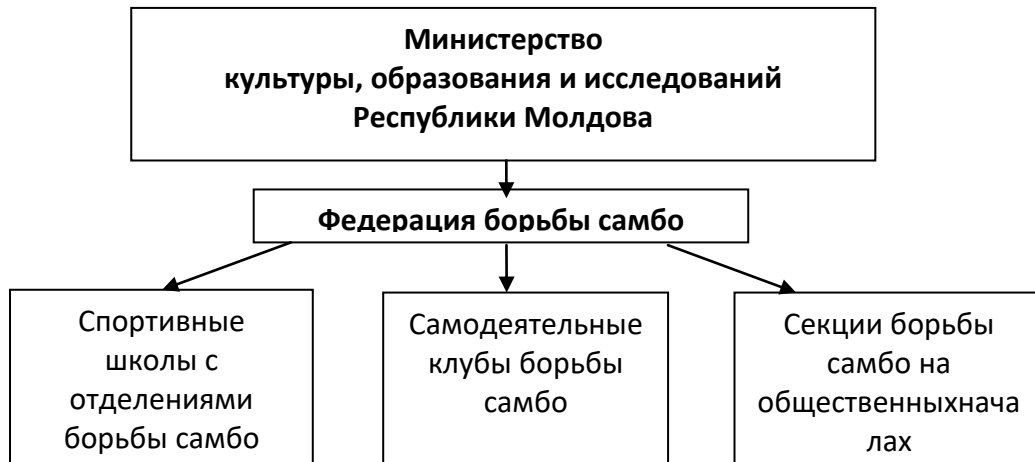 Министерство
культуры, образования и исследований
Республики Молдова
Федерация борьбы самбо
Спортивные
школы с
отделениями
борьбы самбо
Самодеятельные
клубы борьбы
самбо
Секции борьбы
самбо на
общественныхнача
лах